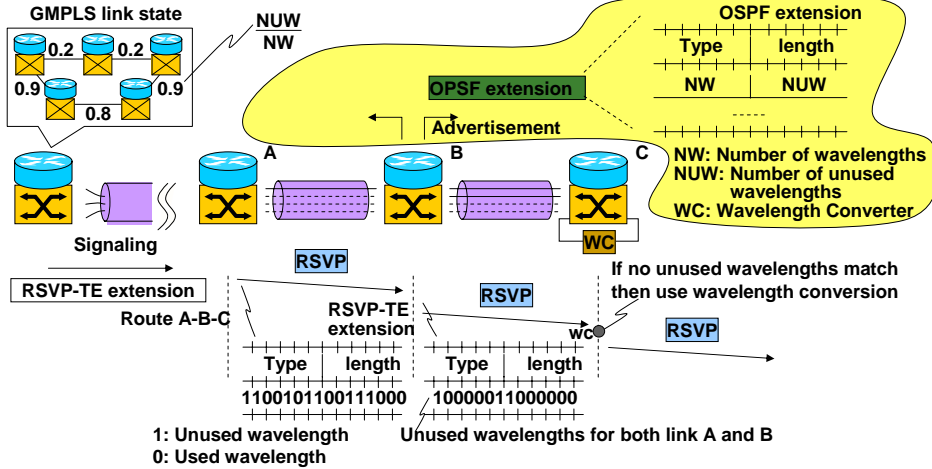 GMPLS link state
NUW
NW
0.2
0.2
0.9
0.9
0.8
OSPF extension
Type
length
NW
NUW
OPSF extension
Advertisement
A
B
C
NW: Number of wavelengths
NUW: Number of unused
wavelengths
WC: Wavelength Converter
WC
Signaling
RSVP-TE extension
Route A-B-C
RSVP
RSVP-TE
extension
RSVP
If no unused wavelengths match
then use wavelength conversion
wc
RSVP
Type
length
1100101100111000
Type
length
10000011000000
1: Unused wavelength
0: Used wavelength
Unused wavelengths for both link A and B